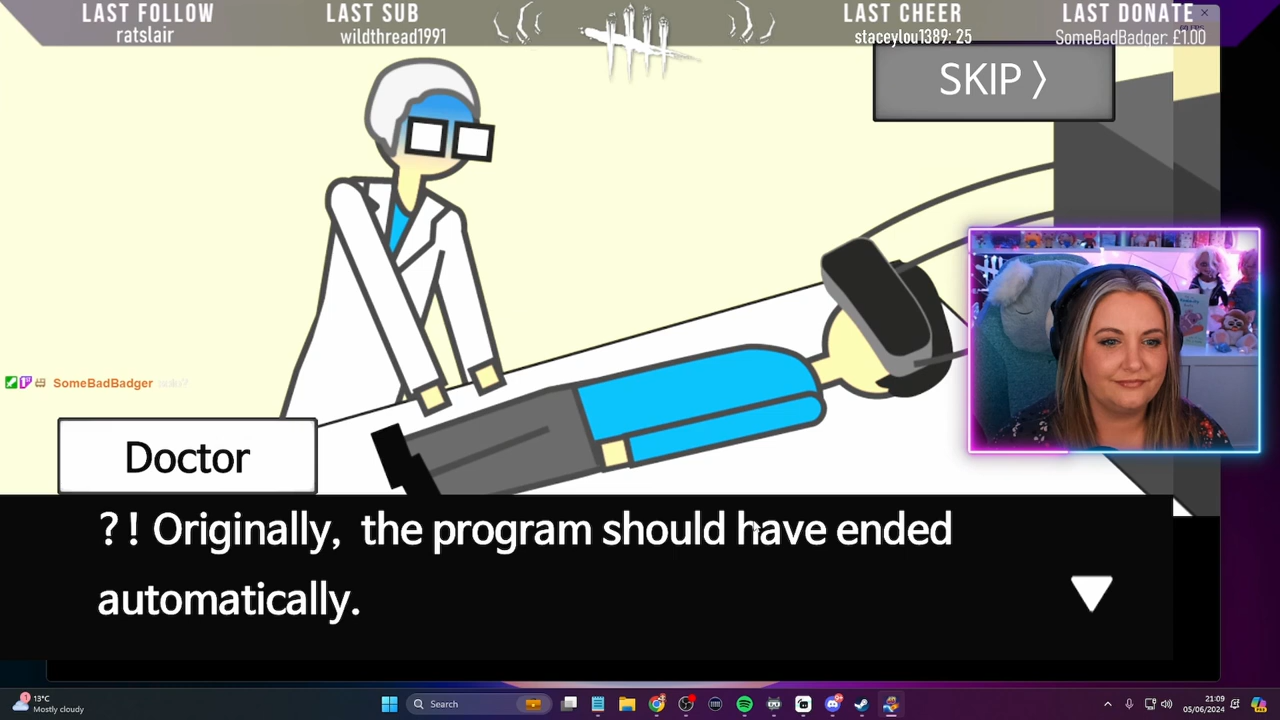 LAST FOLLOW
ratslair
LAST SUB
wildthread1991
LAST CHEER
staceylou1389: 25
LAST DONATE
SomeBadBadger: £1.00
SKIP 〉
SomeBadBadger
Doctor
?! Originally, the program should have ended
automatically.
13°C
Mostly cloudy
Search
21:09
05/06/2024